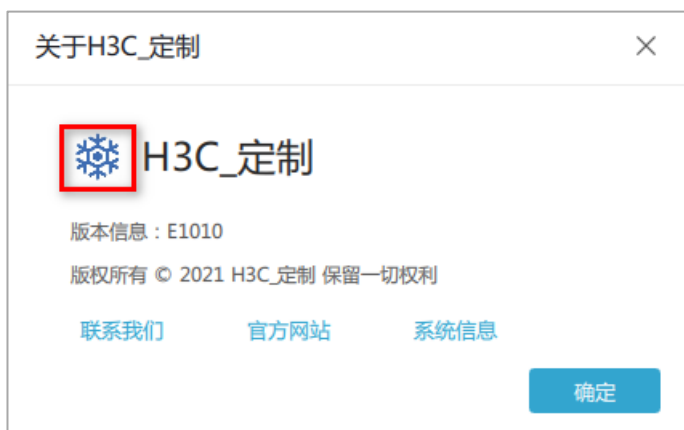 关于H3C_定制
H3C_定制
版本信息：E1010
版权所有 © 2021 H3C_定制 保留一切权利
联系我们 官方网站 系统信息
确定